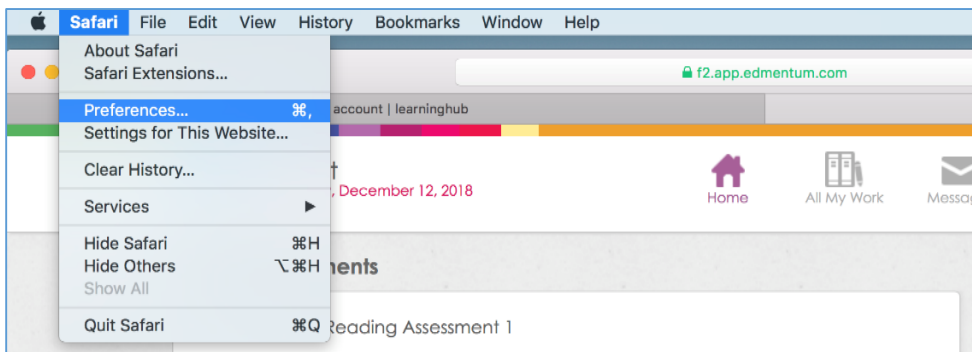 Safari File Edit View History Bookmarks Window Help
About Safari
Safari Extensions...
f2.app.edmentum.com
Preferences... ⌘,
account | learninghub
Settings for This Website...
Clear History...
, December 12, 2018
Home
All My Work
Services
Hide Safari ⌘H
Hide Others ⌥⌘H
Show All
Quit Safari ⌘Q
Reading Assessment 1